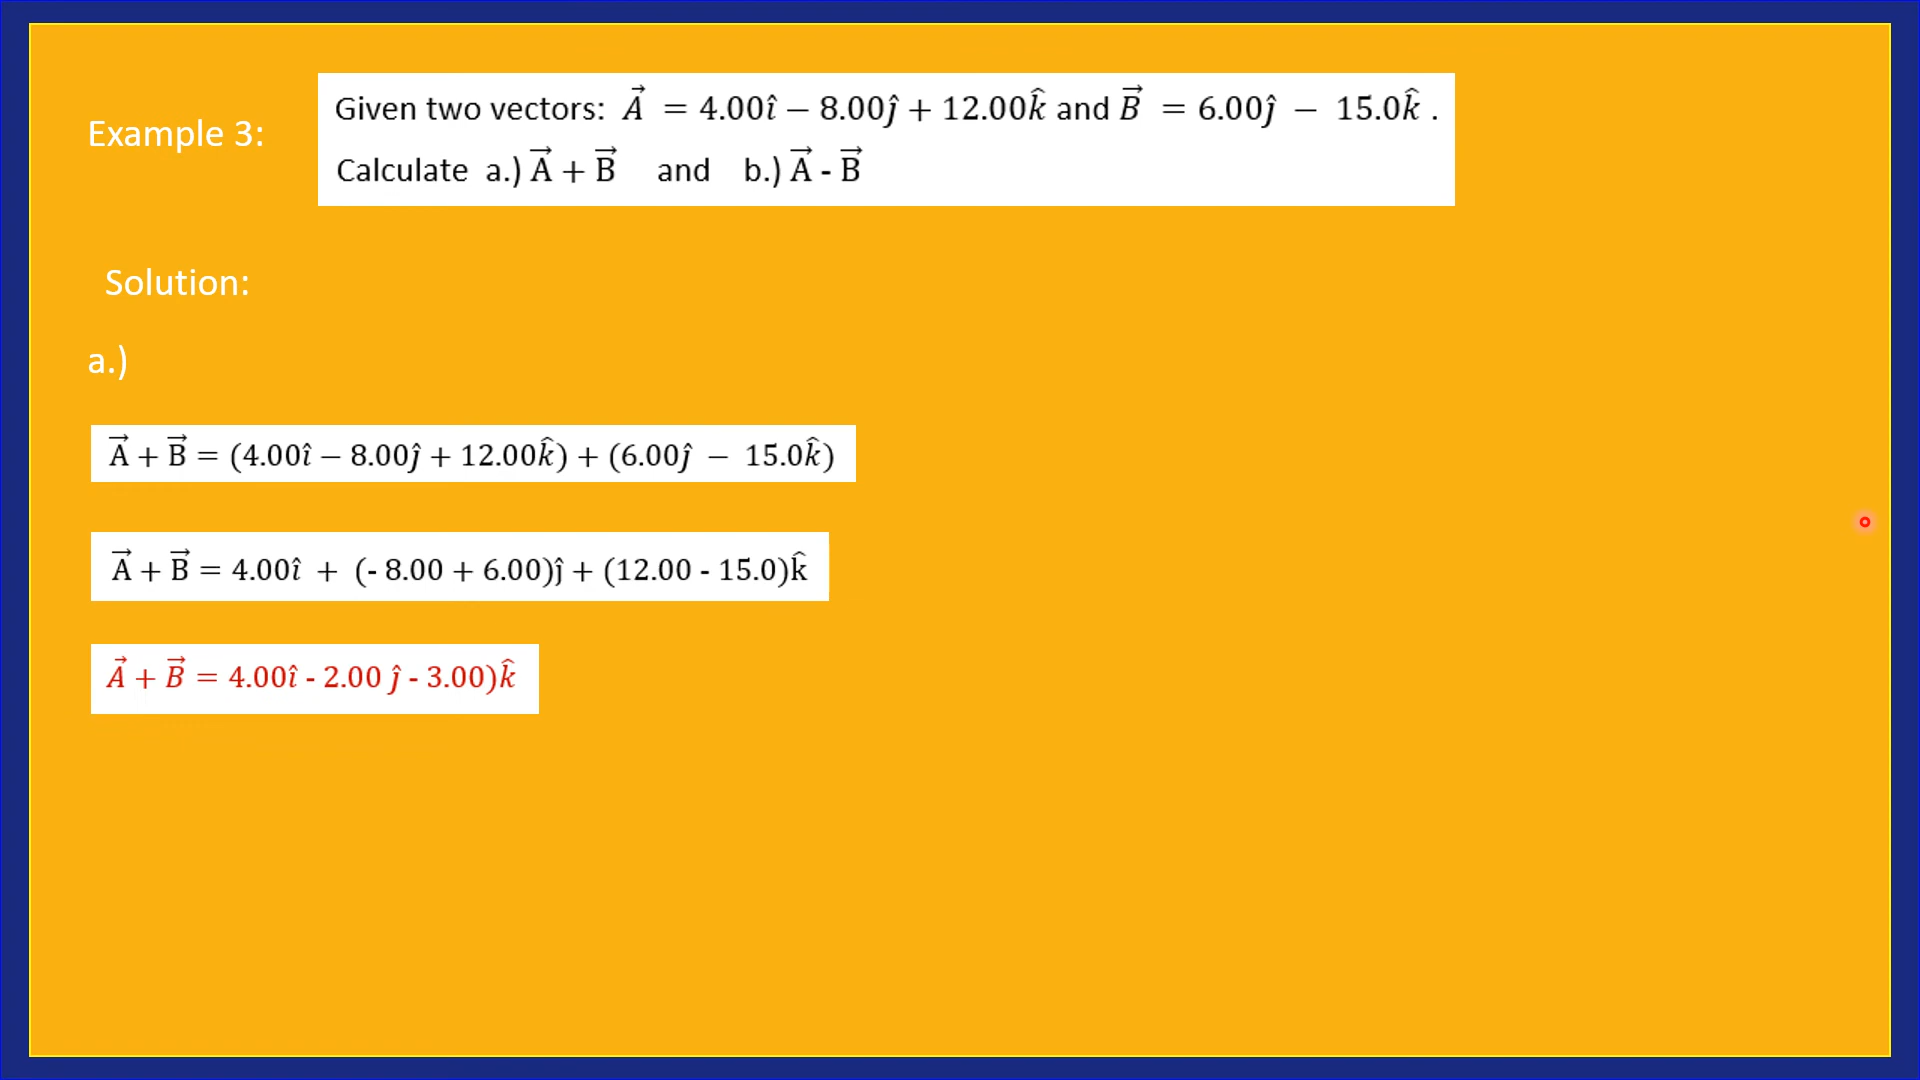 Example 3:
Given two vectors: A⃗ = 4.00î − 8.00ĵ + 12.00k̂ and B⃗ = 6.00ĵ − 15.0k̂ .
Calculate a.) A⃗ + B⃗ and b.) A⃗ - B⃗
Solution:
a.)
A⃗ + B⃗ = (4.00î − 8.00ĵ + 12.00k̂) + (6.00ĵ − 15.0k̂)
A⃗ + B⃗ = 4.00î + (- 8.00 + 6.00)ĵ + (12.00 - 15.0)k̂
A⃗ + B⃗ = 4.00î - 2.00 ĵ - 3.00)k̂